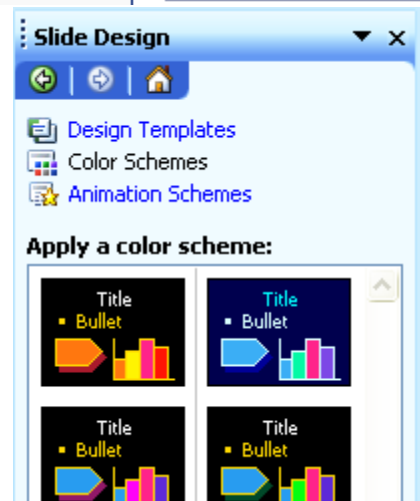 Slide Design
Design Templates
Color Schemes
Animation Schemes
Apply a color scheme:
Title
Bullet
Title
Bullet
Title
Bullet
Title
Bullet